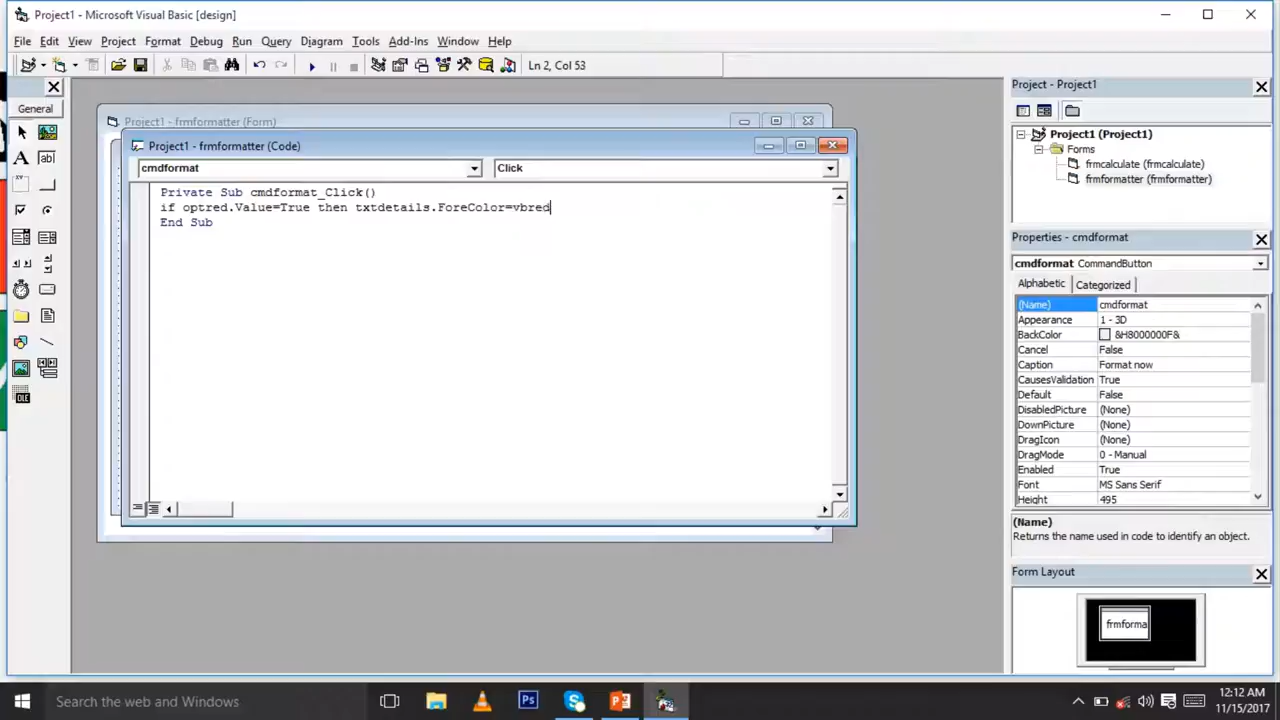 Project1 - Microsoft Visual Basic [design]
File Edit View Project Format Debug Run Query Diagram Tools Add-Ins Window Help
Ln 2, Col 53
General
Project1 - frmformatter (Form)
Project1 - frmformatter (Code)
cmdformat Click
Private Sub cmdformat_Click()
if optred.Value=True then txtdetails.ForeColor=vbred
End Sub
Project - Project1
Project1 (Project1)
Forms
frmcalculate (frmcalculate)
frmformatter (frmformatter)
Properties - cmdformat
cmdformat CommandButton
Alphabetic Categorized
(Name) cmdformat
Appearance 1 - 3D
BackColor &H8000000F&
Cancel False
Caption Format now
CausesValidation True
Default False
DisabledPicture (None)
DownPicture (None)
DragIcon (None)
DragMode 0 - Manual
Enabled True
Font MS Sans Serif
Height 495
(Name)
Returns the name used in code to identify an object.
Form Layout
frmforma
Search the web and Windows
12:12 AM
11/15/2017